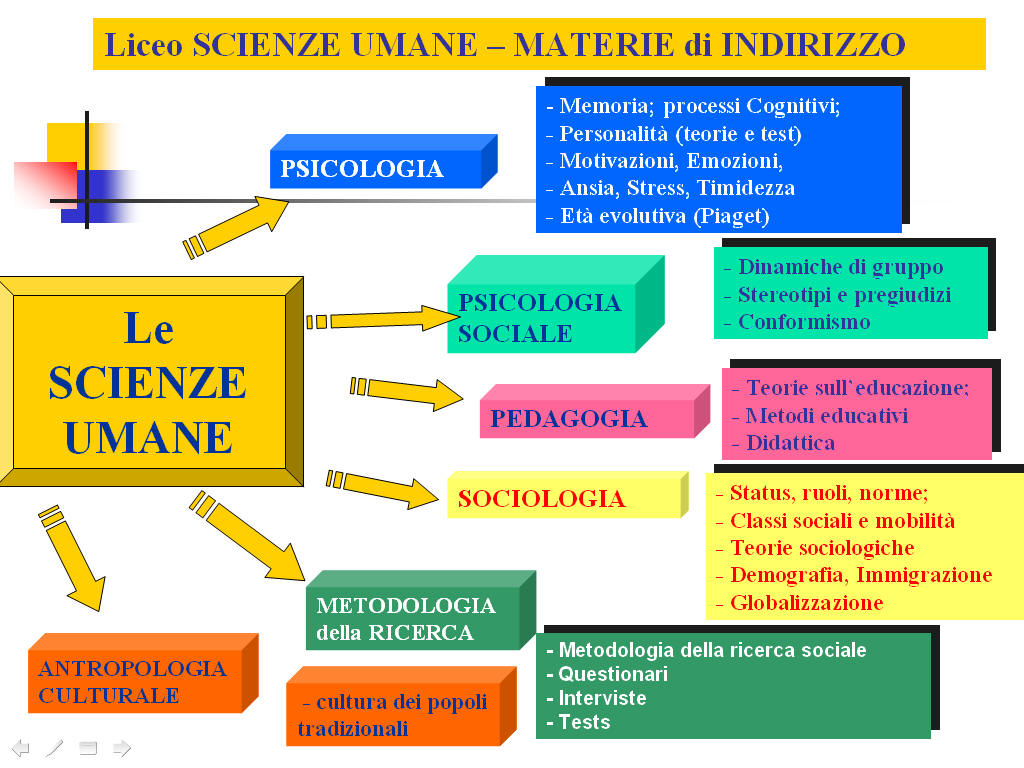 Liceo SCIENZE UMANE – MATERIE di INDIRIZZO
PSICOLOGIA
- Memoria; processi Cognitivi;
- Personalità (teorie e test)
- Motivazioni, Emozioni,
- Ansia, Stress, Timidezza
- Età evolutiva (Piaget)
Le
SCIENZE
UMANE
PSICOLOGIA
SOCIALE
- Dinamiche di gruppo
- Stereotipi e pregiudizi
- Conformismo
PEDAGOGIA
- Teorie sull'educazione;
- Metodi educativi
- Didattica
SOCIOLOGIA
- Status, ruoli, norme;
- Classi sociali e mobilità
- Teorie sociologiche
- Demografia, Immigrazione
- Globalizzazione
METODOLOGIA
della RICERCA
- Metodologia della ricerca sociale
- Questionari
- Interviste
- Tests
ANTROPOLOGIA
CULTURALE
- cultura dei popoli
tradizionali